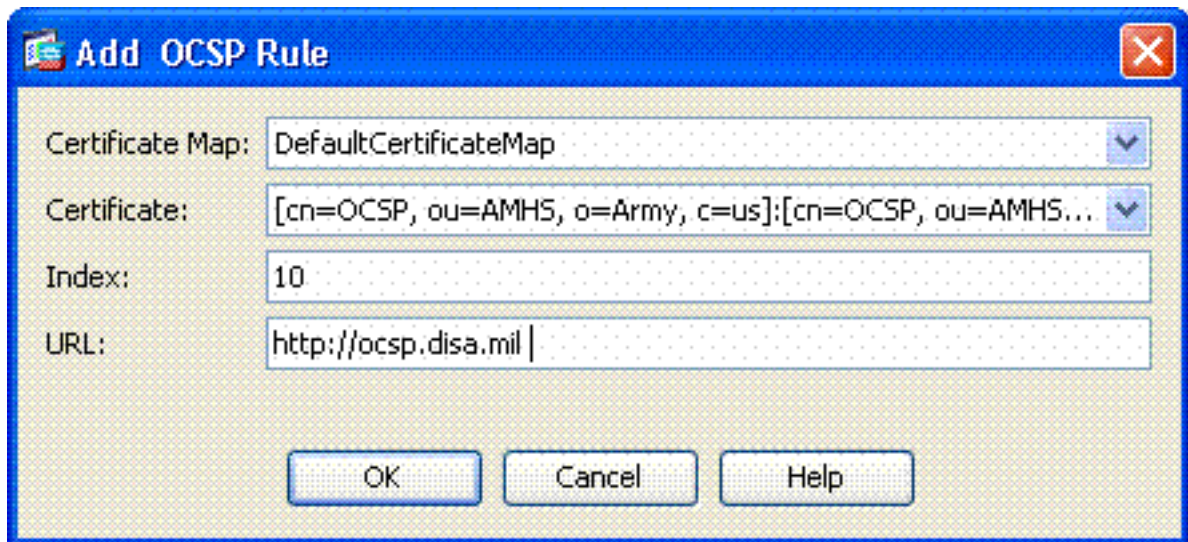 Add OCSP Rule
Certificate Map: DefaultCertificateMap
Certificate: [cn=OCSP, ou=AMHS, o=Army, c=us]:[cn=OCSP, ou=AMHS...
Index: 10
URL: http://ocsp.disa.mil
OK Cancel Help